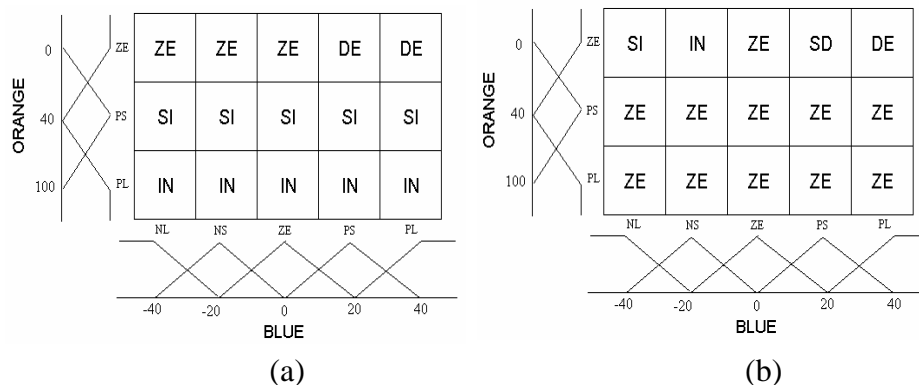 0
40
100
ORANGE
ZE
PS
PL
ZE ZE ZE DE DE
SI SI SI SI SI
IN IN IN IN IN
NL NS ZE PS PL
-40 -20 0 20 40
BLUE
(a)
0
40
100
ORANGE
ZE
PS
PL
SI IN ZE SD DE
ZE ZE ZE ZE ZE
ZE ZE ZE ZE ZE
NL NS ZE PS PL
-40 -20 0 20 40
BLUE
(b)